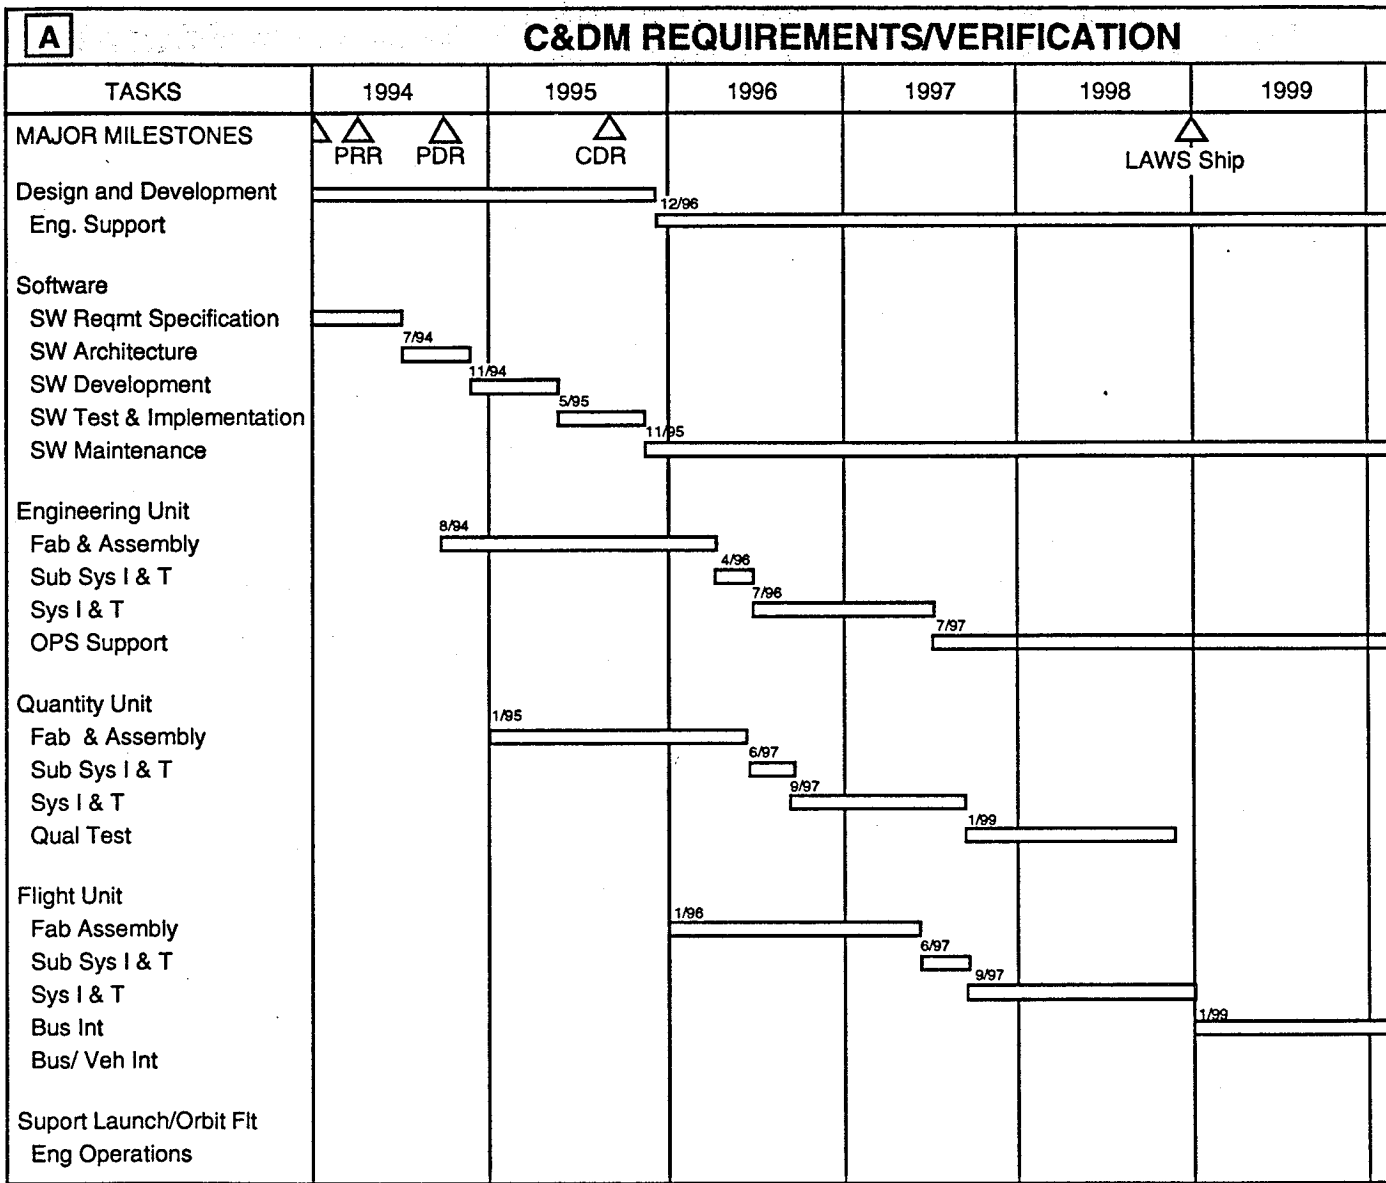 A
C&DM REQUIREMENTS/VERIFICATION
TASKS 1994 1995 1996 1997 1998 1999
MAJOR MILESTONES
PRR PDR CDR LAWS Ship
Design and Development
12/96
Eng. Support
Software
SW Reqmt Specification
7/94
SW Architecture
11/94
SW Development
5/95
SW Test & Implementation
11/95
SW Maintenance
Engineering Unit
8/94
Fab & Assembly
4/96
Sub Sys I & T
7/96
Sys I & T
7/97
OPS Support
Quantity Unit
1/95
Fab & Assembly
6/97
Sub Sys I & T
9/97
Sys I & T
1/99
Qual Test
Flight Unit
1/96
Fab Assembly
6/97
Sub Sys I & T
9/97
Sys I & T
1/99
Bus Int
Bus/ Veh Int
Suport Launch/Orbit Flt
Eng Operations